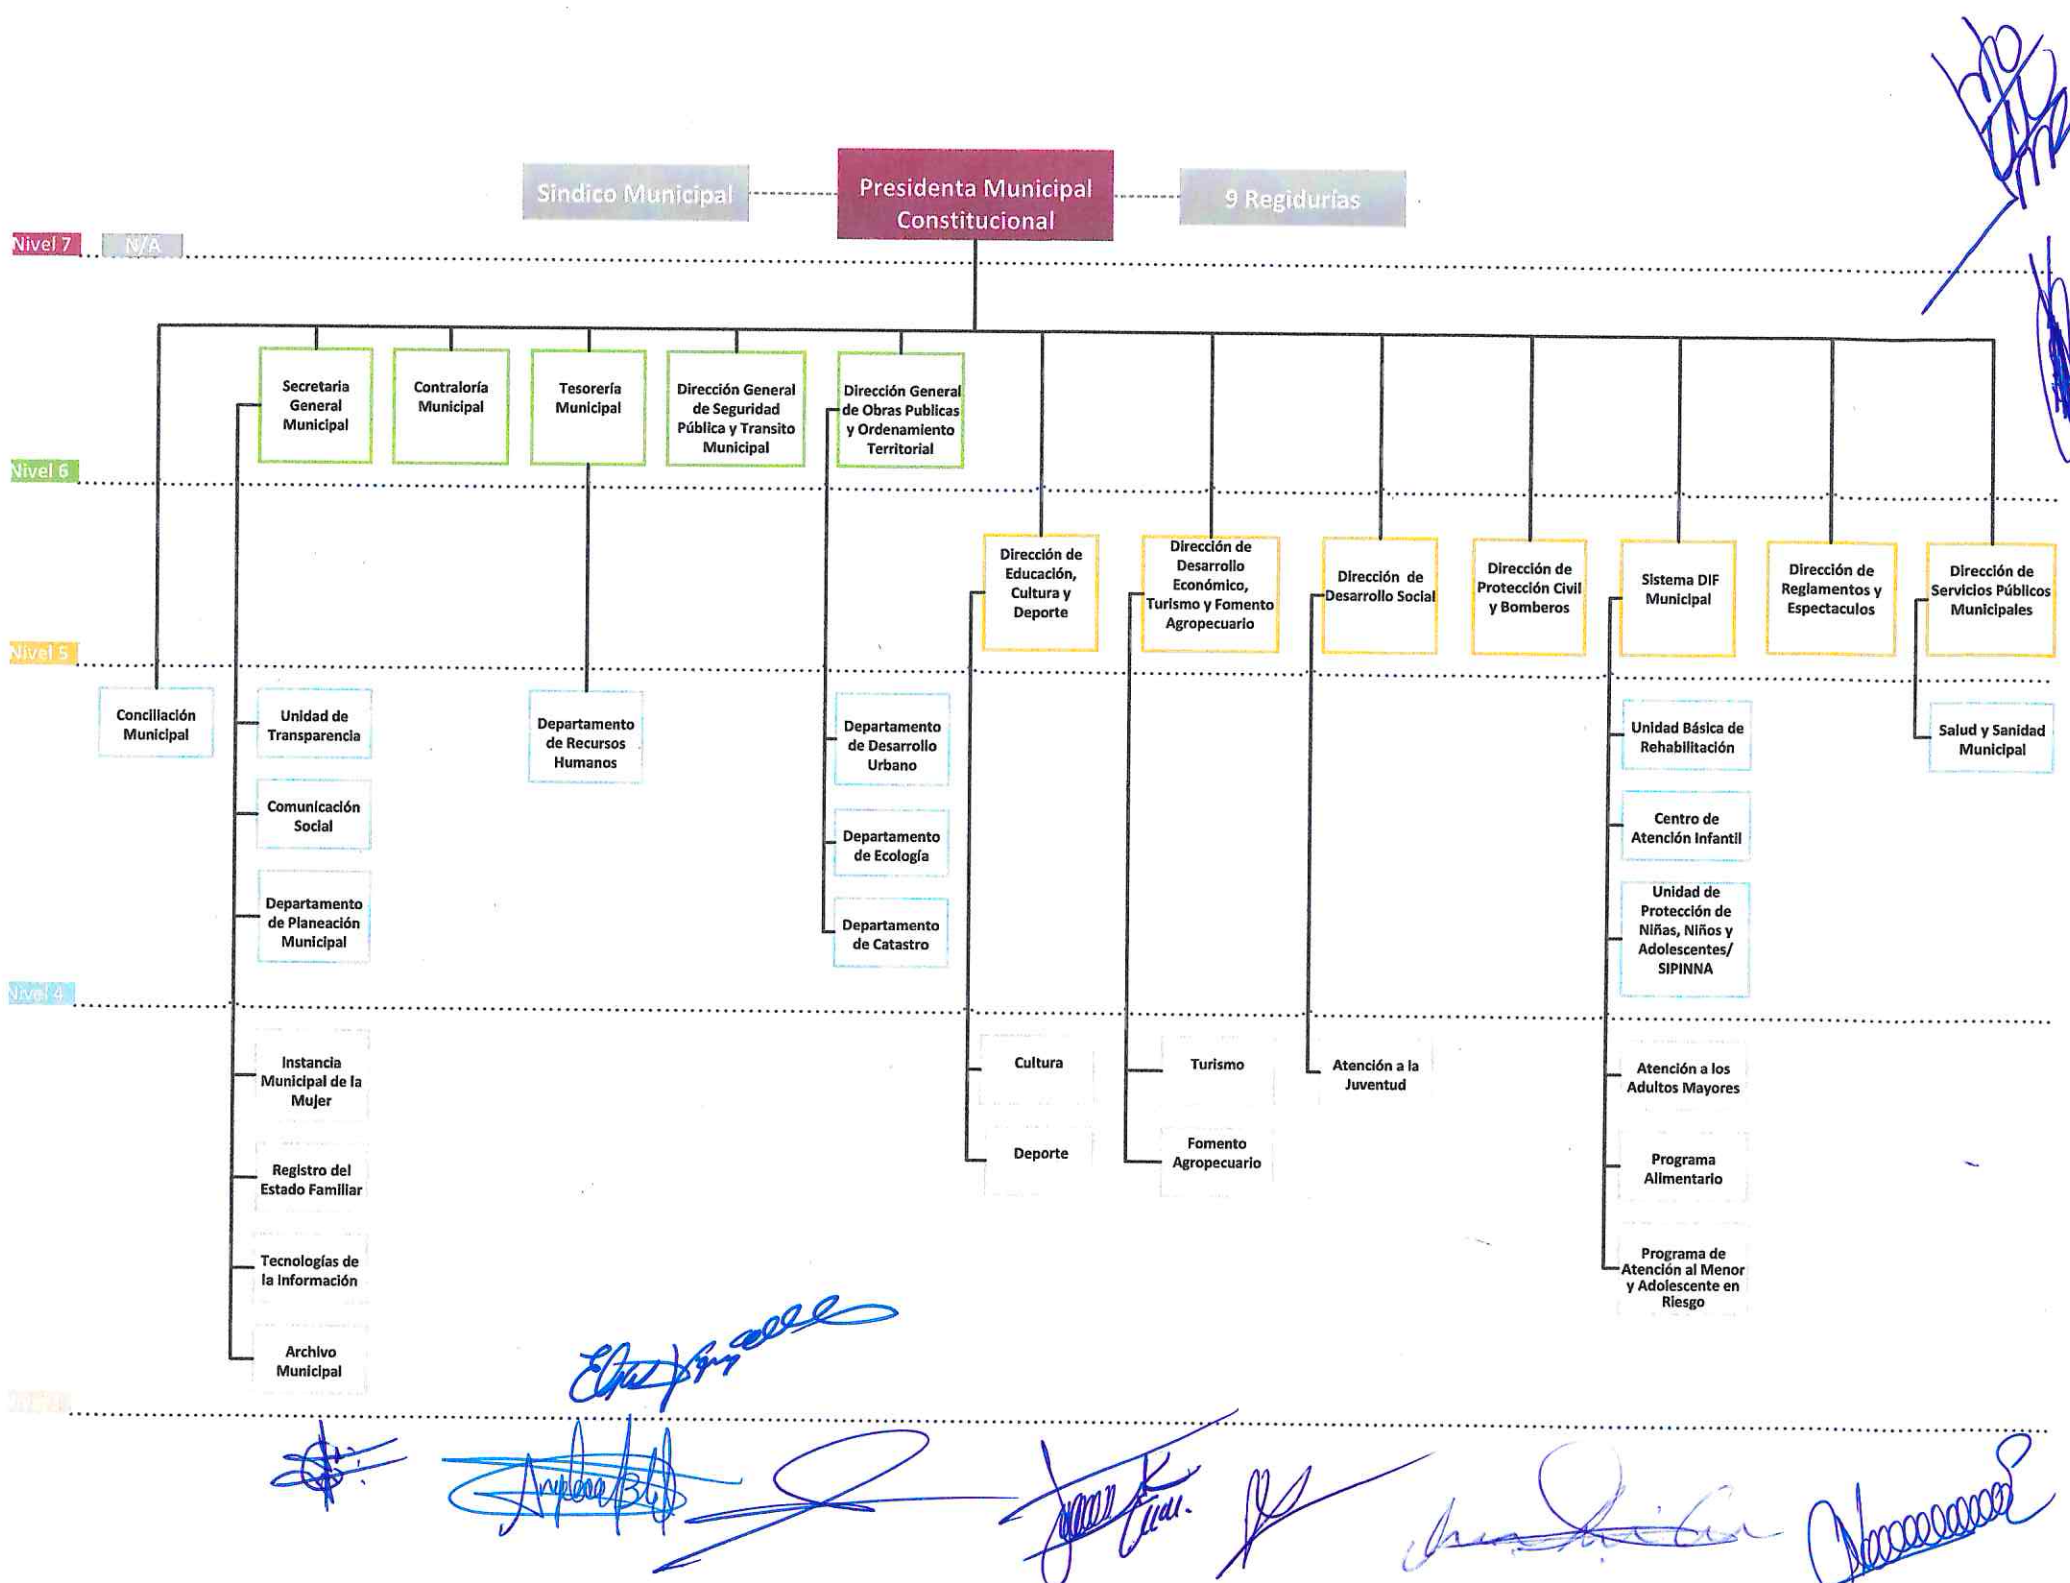 Sindico Municipal
Presidenta Municipal
Constitucional
9 Regidurías
Nivel 7
N/A
Secretaria
General
Municipal
Contraloría
Municipal
Tesorería
Municipal
Dirección General
de Seguridad
Pública y Transito
Municipal
Dirección General
de Obras Publicas
y Ordenamiento
Territorial
Nivel 6
Dirección de
Educación,
Cultura y
Deporte
Dirección de
Desarrollo
Económico,
Turismo y Fomento
Agropecuario
Dirección de
Desarrollo Social
Dirección de
Protección Civil
y Bomberos
Sistema DIF
Municipal
Dirección de
Reglamentos y
Espectaculos
Dirección de
Servicios Públicos
Municipales
Nivel 5
Conciliación
Municipal
Unidad de
Transparencia
Departamento
de Recursos
Humanos
Departamento
de Desarrollo
Urbano
Unidad Básica de
Rehabilitación
Salud y Sanidad
Municipal
Comunicación
Social
Departamento
de Ecología
Centro de
Atención Infantil
Departamento
de Planeación
Municipal
Departamento
de Catastro
Unidad de
Protección de
Niñas, Niños y
Adolescentes/
SIPINNA
Nivel 4
Instancia
Municipal de la
Mujer
Cultura
Turismo
Atención a la
Juventud
Atención a los
Adultos Mayores
Registro del
Estado Familiar
Deporte
Fomento
Agropecuario
Programa
Alimentario
Tecnologías de
la Información
Programa de
Atención al Menor
y Adolescente en
Riesgo
Archivo
Municipal